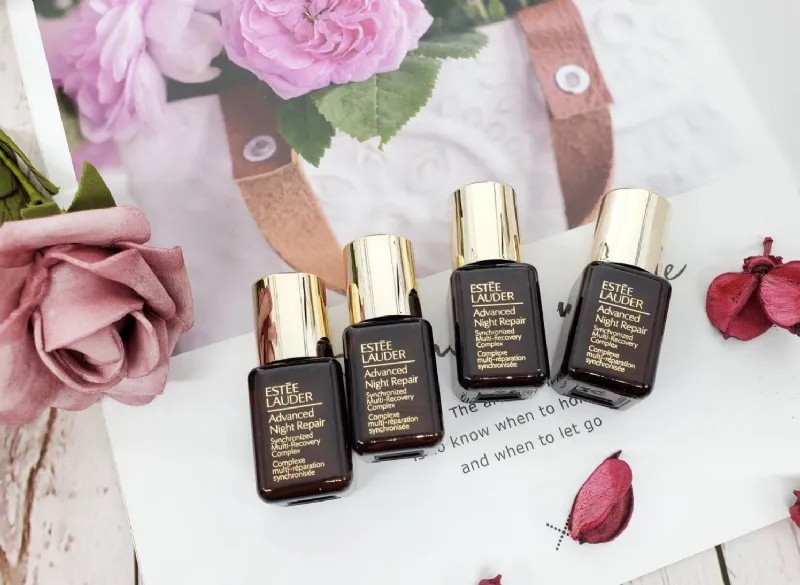 ESTĒE
LAUDER
Advanced
Night Repair
Synchronized
Multi-Recovery
Complex
Complexe
multi-réparation
synchronisée
ESTĒE
LAUDER
Advanced
Night Repair
Synchronized
Multi-Recovery
Complex
Complexe
multi-réparation
synchronisée
ESTĒE
LAUDER
Advanced
Night Repair
Synchronized
Multi-Recovery
Complex
Complexe
multi-réparation
synchronisée
ESTĒE
LAUDER
Advanced
Night Repair
Synchronized
Multi-Recovery
Complex
Complexe
multi-réparation
synchronisée
The
to know when to
and when to let go